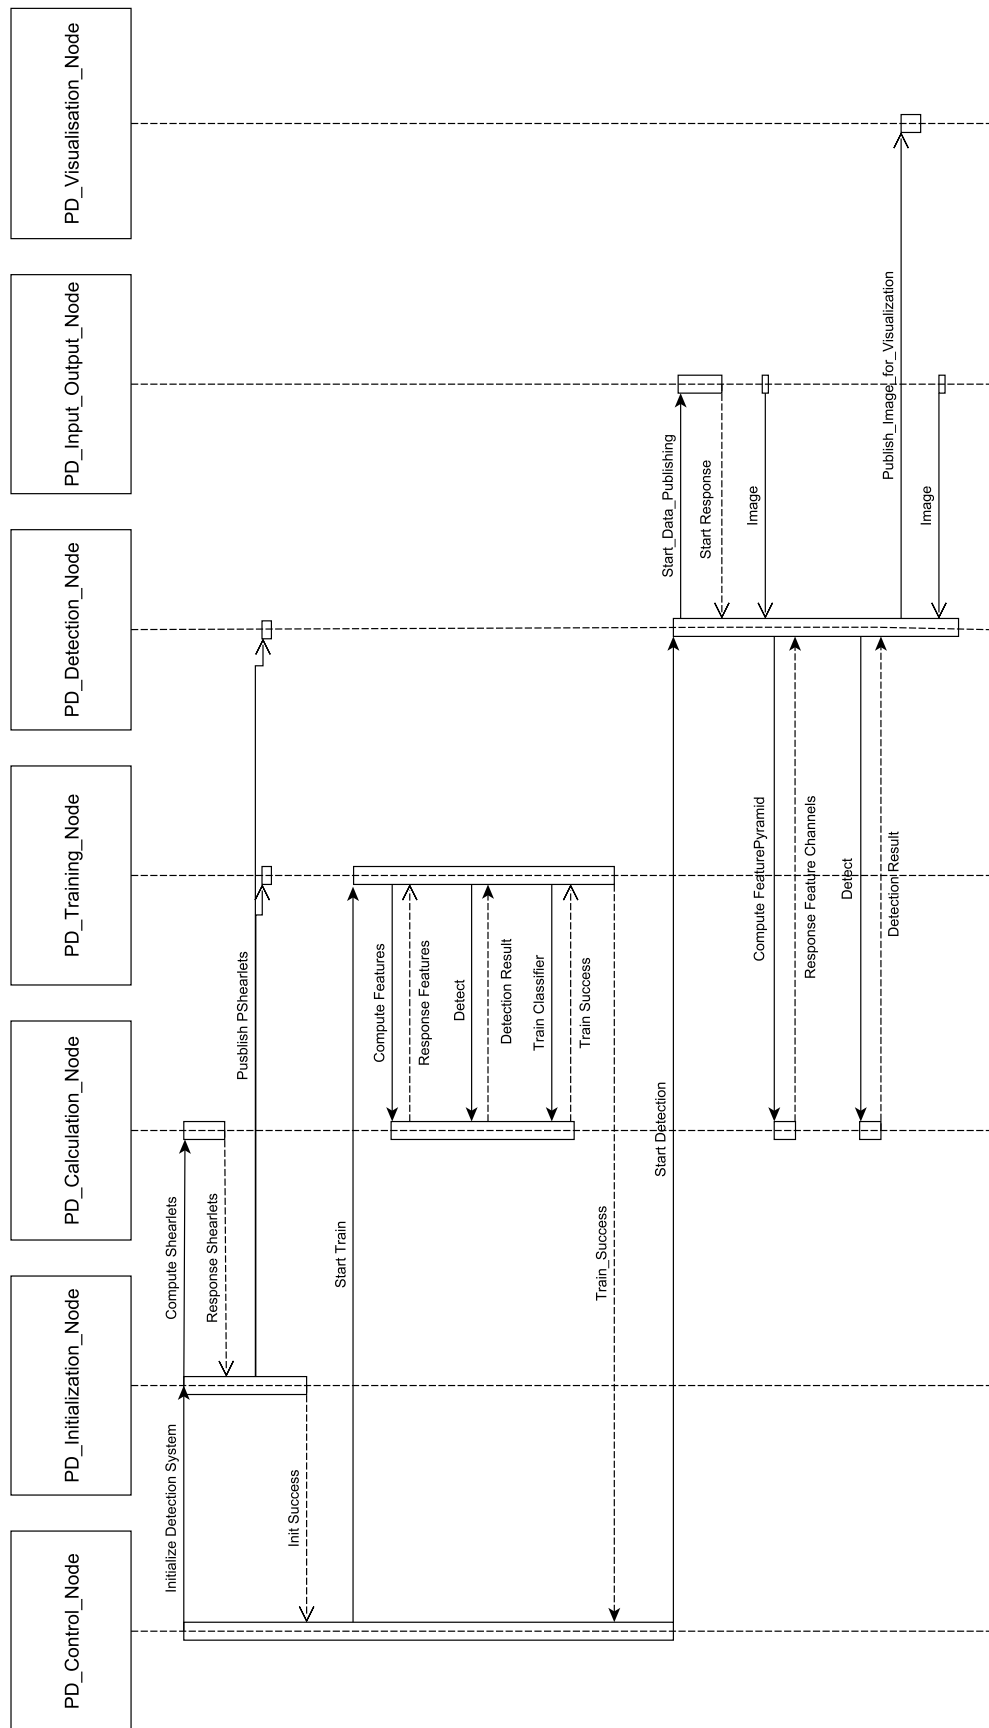 PD_Control_Node
PD_Initialization_Node
PD_Calculation_Node
PD_Training_Node
PD_Detection_Node
PD_Input_Output_Node
PD_Visualisation_Node
Initialize Detection System
Compute Shearlets
Response Shearlets
Pusblish PShearlets
Init Success
Start Train
Compute Features
Response Features
Detect
Detection Result
Train Classifier
Train Success
Train_Success
Start Detection
Start_Data_Publishing
Start Response
Image
Compute FeaturePyramid
Response Feature Channels
Detect
Detection Result
Publish_Image_for_Visualization
Image